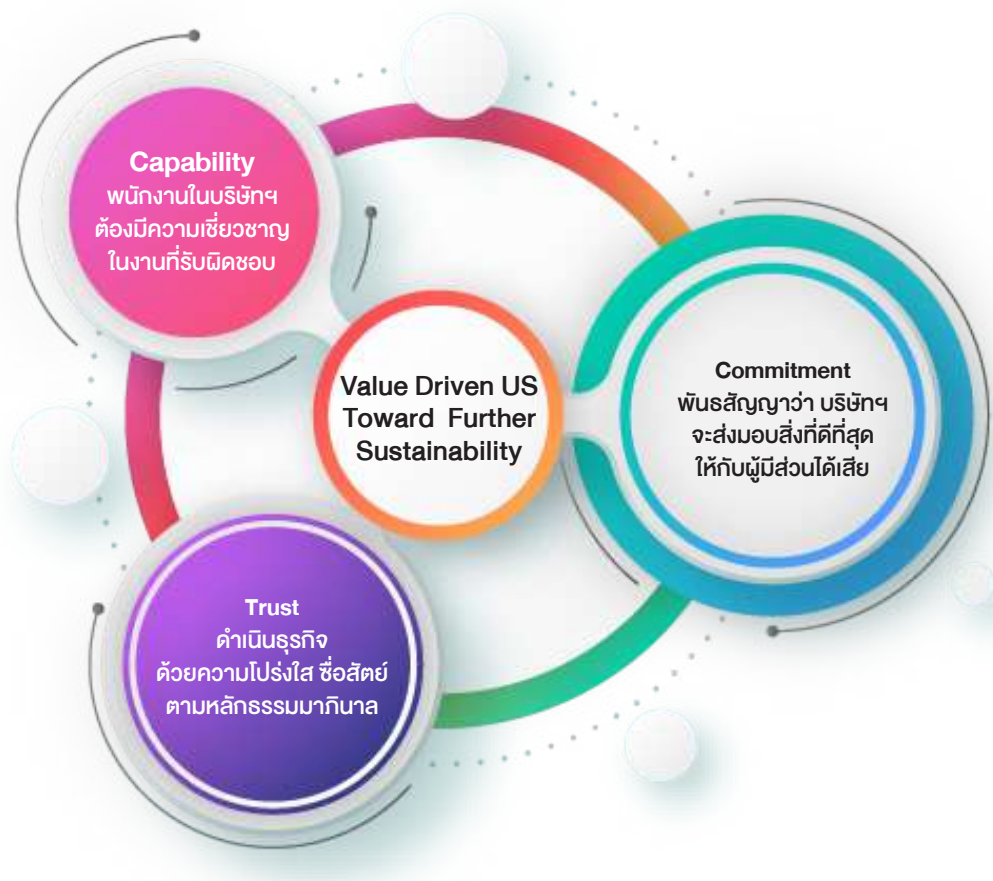 Capability
พนักงานในบริษัทฯ
ต้องมีความเชี่ยวชาญ
ในงานที่รับผิดชอบ
Value Driven US
Toward Further
Sustainability
Commitment
พันธสัญญาว่า บริษัทฯ
จะส่งมอบสิ่งที่ดีที่สุด
ให้กับผู้มีส่วนได้เสีย
Trust
ดำเนินธุรกิจ
ด้วยความโปร่งใส ซื่อสัตย์
ตามหลักธรรมมาภินาล